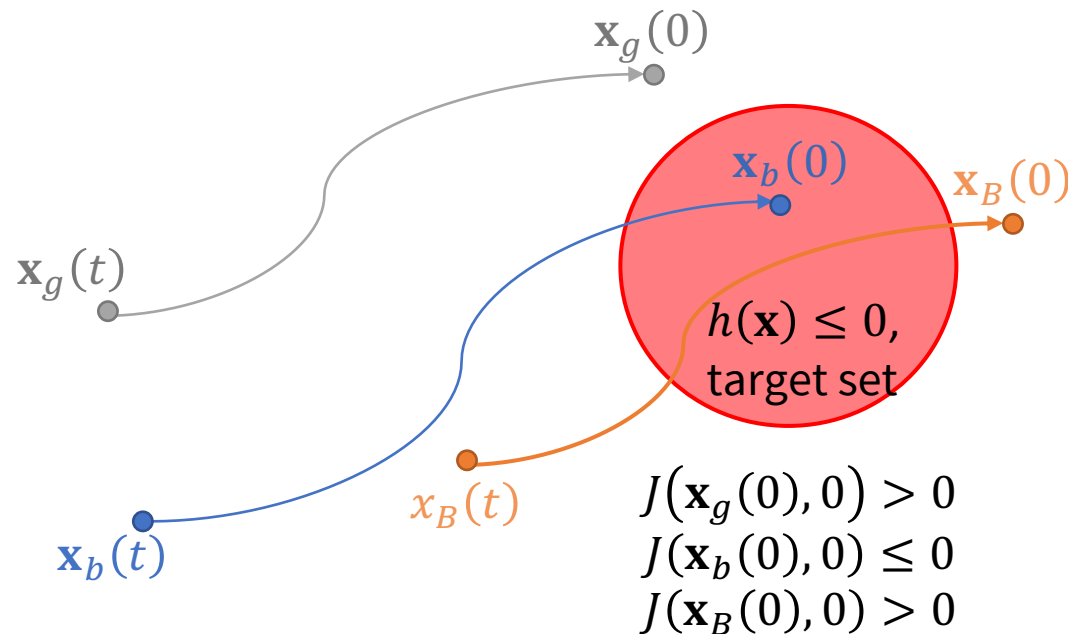 𝐱_g(0)
𝐱_b(0)
𝐱_B(0)
𝐱_g(t)
h(𝐱) ≤ 0,
target set
x_B(t)
𝐱_b(t)
J(𝐱_g(0), 0) > 0
J(𝐱_b(0), 0) ≤ 0
J(𝐱_B(0), 0) > 0